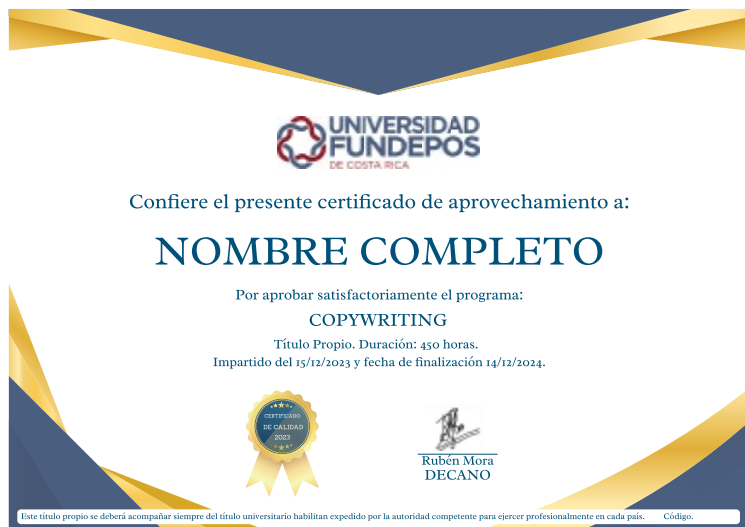 UNIVERSIDAD
FUNDEPOS
DE COSTA RICA
Confiere el presente certificado de aprovechamiento a:
NOMBRE COMPLETO
Por aprobar satisfactoriamente el programa:
COPYWRITING
Título Propio. Duración: 450 horas.
Impartido del 15/12/2023 y fecha de finalización 14/12/2024.
CERTIFICADO
DE CALIDAD
2023
Rubén Mora
DECANO
Este título propio se deberá acompañar siempre del título universitario habilitan expedido por la autoridad competente para ejercer profesionalmente en cada país. Código.